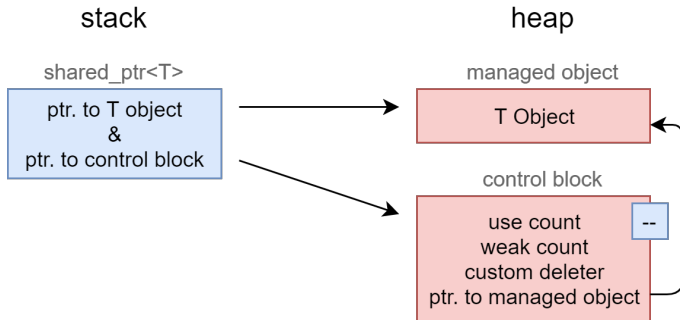 stack
heap
shared_ptr<T>
managed object
ptr. to T object
&
ptr. to control block
T Object
control block
use count
--
weak count
custom deleter
ptr. to managed object